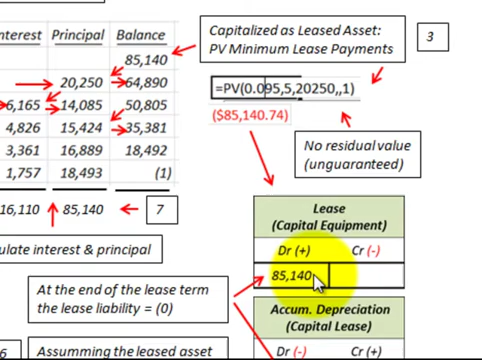 nterest Principal Balance
85,140
20,250 64,890
6,165 14,085 50,805
4,826 15,424 35,381
3,361 16,889 18,492
1,757 18,493 (1)
16,110 85,140
7
Capitalized as Leased Asset:
PV Minimum Lease Payments
3
=PV(0.095,5,20250,,1)
($85,140.74)
No residual value
(unguaranteed)
ulate interest & principal
Lease
(Capital Equipment)
Dr (+) Cr (-)
85,140
At the end of the lease term
the lease liability = (0)
Accum. Depreciation
(Capital Lease)
Dr (-) Cr (+)
6
Assumming the leased asset